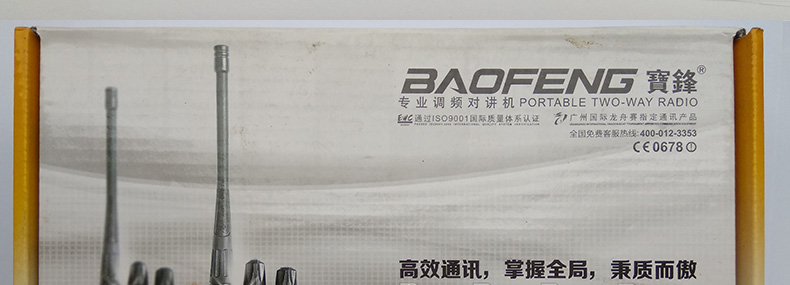 BAOFENG 寶鋒®
专业调频对讲机 PORTABLE TWO-WAY RADIO
通过ISO9001国际质量体系认证 广州国际龙舟赛指定通讯产品
全国免费客服热线:400-012-3353
CE0678
高效通讯，掌握全局，秉质而傲